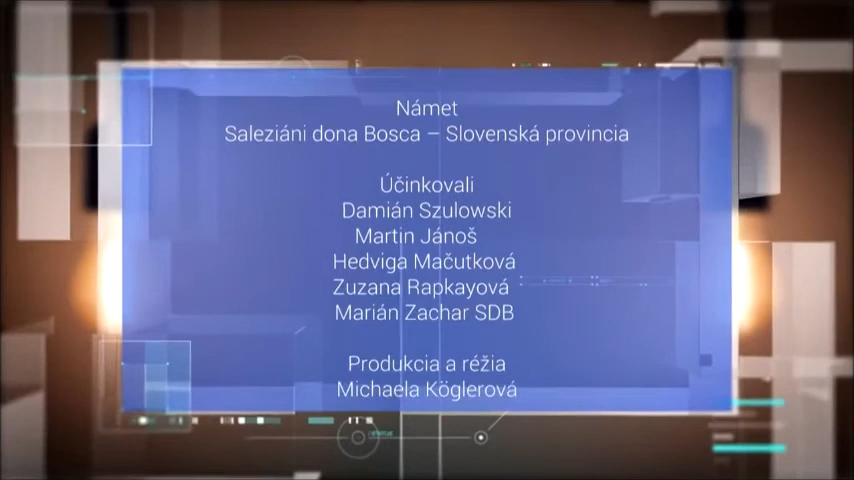 Námet
Saleziáni dona Bosca – Slovenská provincia
Účinkovali
Damián Szulowski
Martin Jánoš
Hedviga Mačutková
Zuzana Rapkayová
Marián Zachar SDB
Produkcia a réžia
Michaela Köglerová